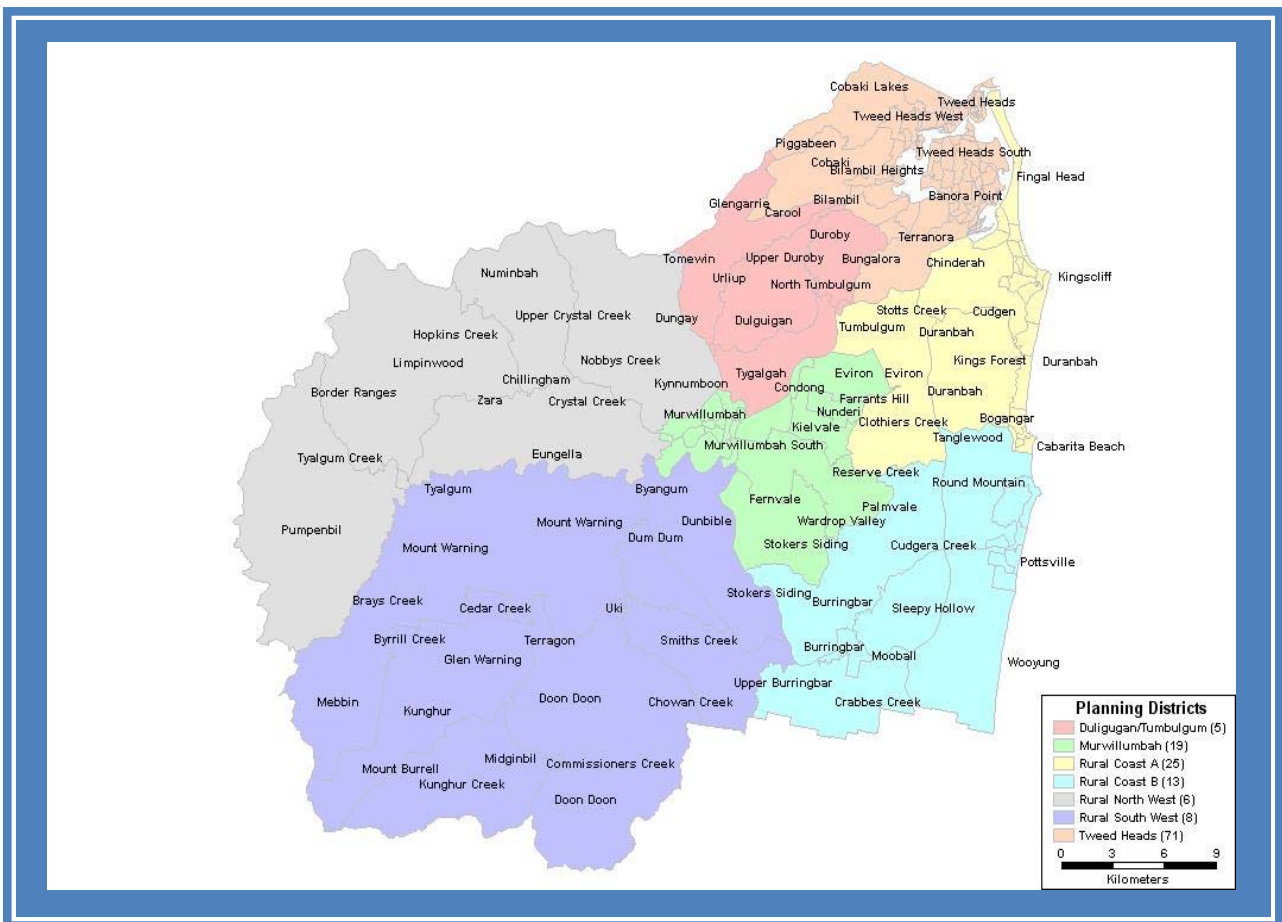 Cobaki Lakes
Tweed Heads
Tweed Heads West
Piggabeen
Tweed Heads South
Cobaki
Bilambil Heights
Fingal Head
Banora Point
Glengarrie
Bilambil
Carool
Duroby
Terranora
Tomewin
Upper Duroby
Bungalora
Chinderah
Numinbah
Urliup
North Tumbulgum
Kingscliff
Upper Crystal Creek
Dungay
Dulguigan
Stotts Creek
Cudgen
Tumbulgum
Duranbah
Hopkins Creek
Limpinwood
Nobbys Creek
Kings Forest
Duranbah
Chillingham
Kynnumboon
Tygalgah
Condong
Eviron
Eviron
Border Ranges
Zara
Crystal Creek
Farrants Hill
Duranbah
Murwillumbah
Nunderi
Kielvale
Clothiers Creek
Bogangar
Murwillumbah South
Tanglewood
Cabarita Beach
Tyalgum Creek
Eungella
Reserve Creek
Round Mountain
Tyalgum
Byangum
Fernvale
Palmvale
Pumpenbil
Mount Warning
Dunbible
Wardrop Valley
Dum Dum
Mount Warning
Stokers Siding
Cudgera Creek
Pottsville
Brays Creek
Cedar Creek
Uki
Stokers Siding
Burringbar
Sleepy Hollow
Byrrill Creek
Terragon
Smiths Creek
Burringbar
Mooball
Glen Warning
Wooyung
Upper Burringbar
Mebbin
Doon Doon
Chowan Creek
Crabbes Creek
Kunghur
Midginbil
Commissioners Creek
Mount Burrell
Kunghur Creek
Doon Doon
Planning Districts
Duligugan/Tumbulgum (5)
Murwillumbah (19)
Rural Coast A (25)
Rural Coast B (13)
Rural North West (6)
Rural South West (8)
Tweed Heads (71)
0 3 6 9
Kilometers